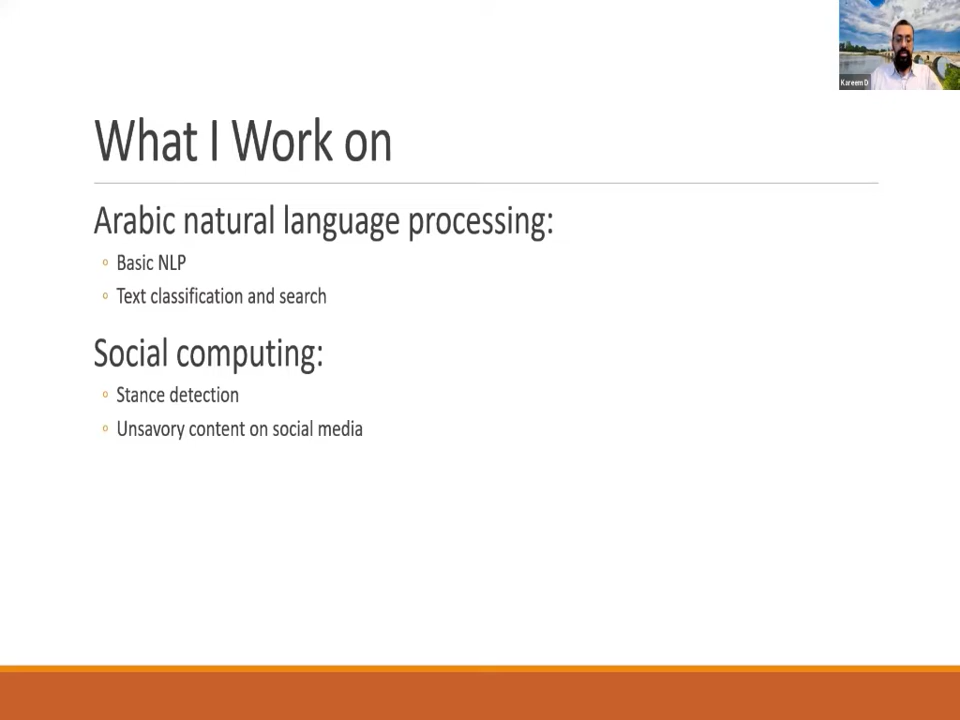 Kareem D
What I Work on
Arabic natural language processing:
Basic NLP
Text classification and search
Social computing:
Stance detection
Unsavory content on social media